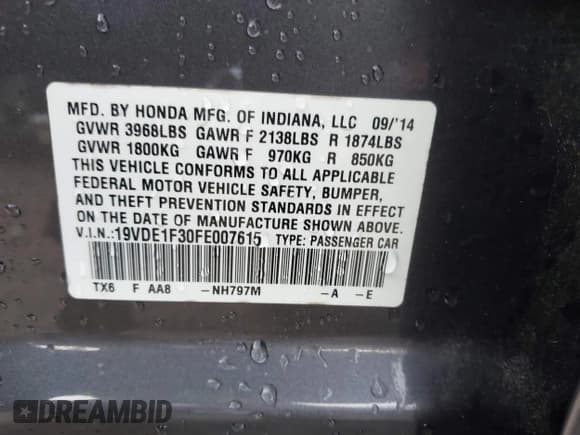 MFD. BY HONDA MFG. OF INDIANA, LLC 09/'14
GVWR 3968LBS GAWR F 2138LBS R 1874LBS
GVWR 1800KG GAWR F 970KG R 850KG
THIS VEHICLE CONFORMS TO ALL APPLICABLE
FEDERAL MOTOR VEHICLE SAFETY, BUMPER,
AND THEFT PREVENTION STANDARDS IN EFFECT
ON THE DATE OF MANUFACTURE SHOWN ABOVE.
V.I.N.:19VDE1F30FE007615 TYPE: PASSENGER CAR
TX6 F AA8 -NH797M -A -E
DREAMBID